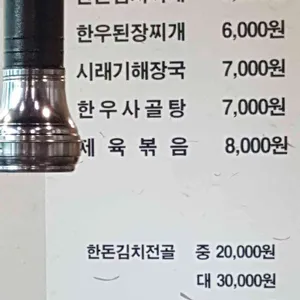 한우된장찌개 6,000원
시래기해장국 7,000원
한우사골탕 7,000원
제육볶음 8,000원
한돈김치전골 중 20,000원
대 30,000원